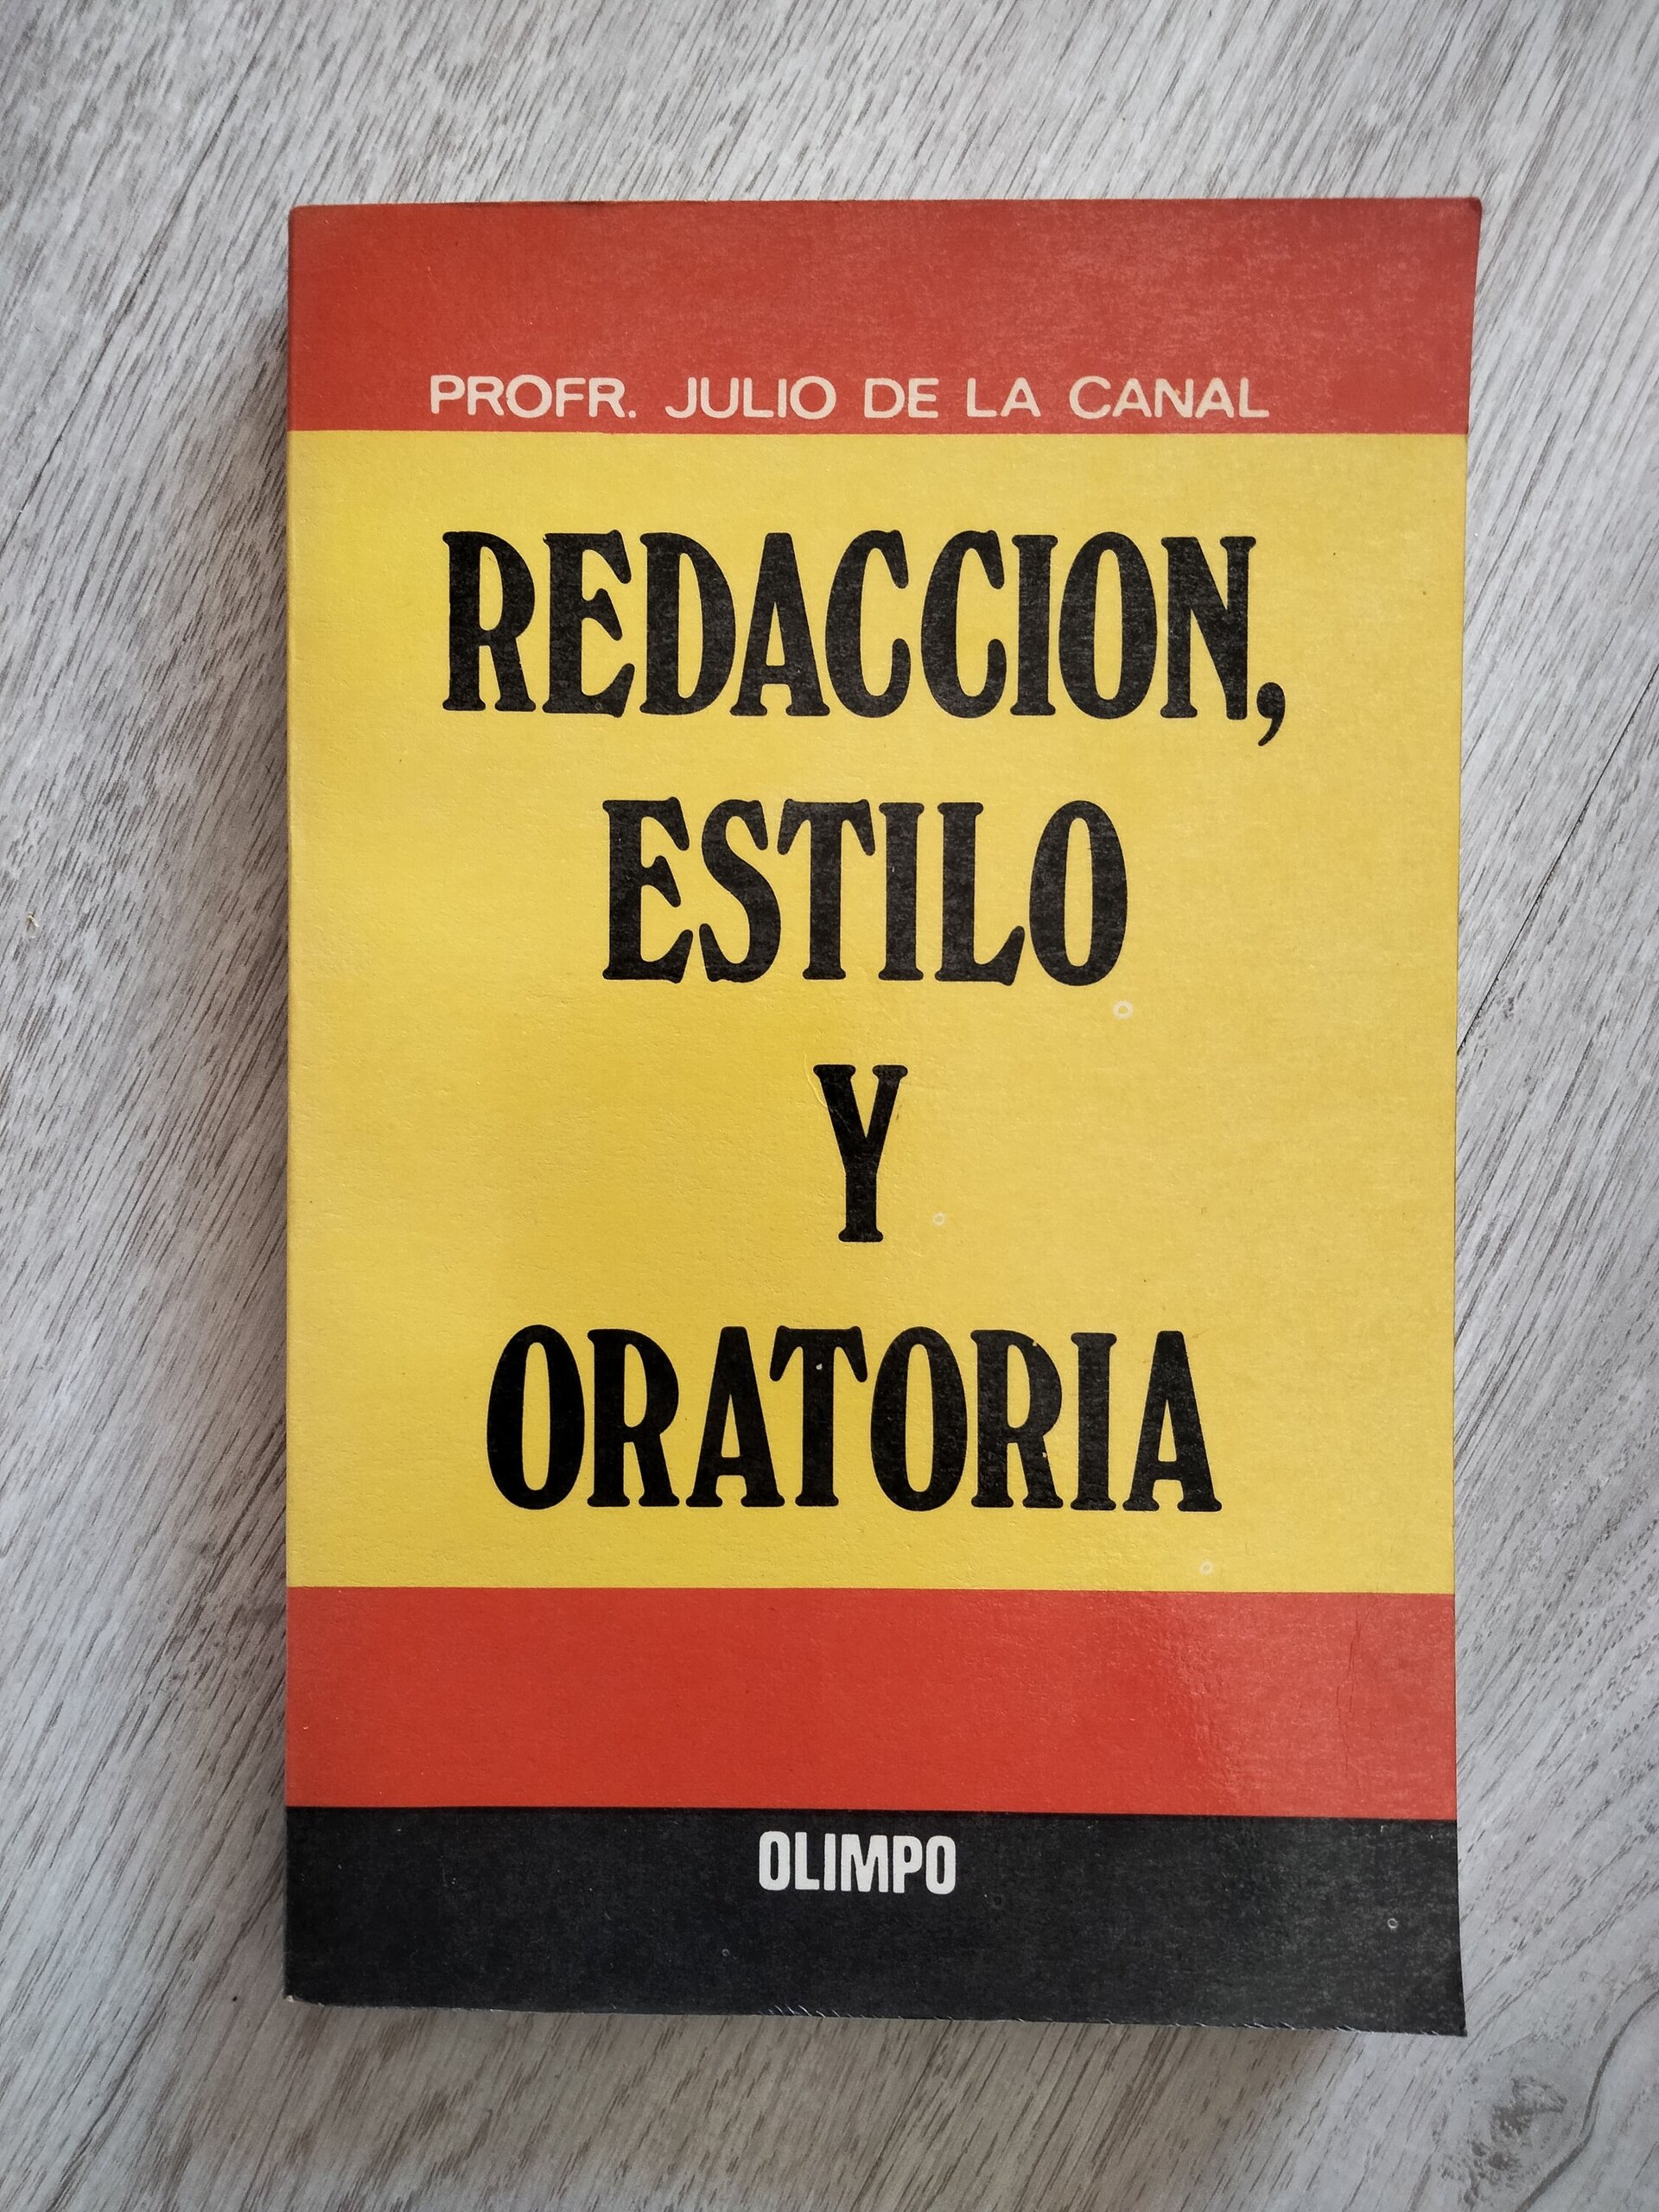 PROFR. JULIO DE LA CANAL
REDACCION,
ESTILO
Y
ORATORIA
OLIMPO